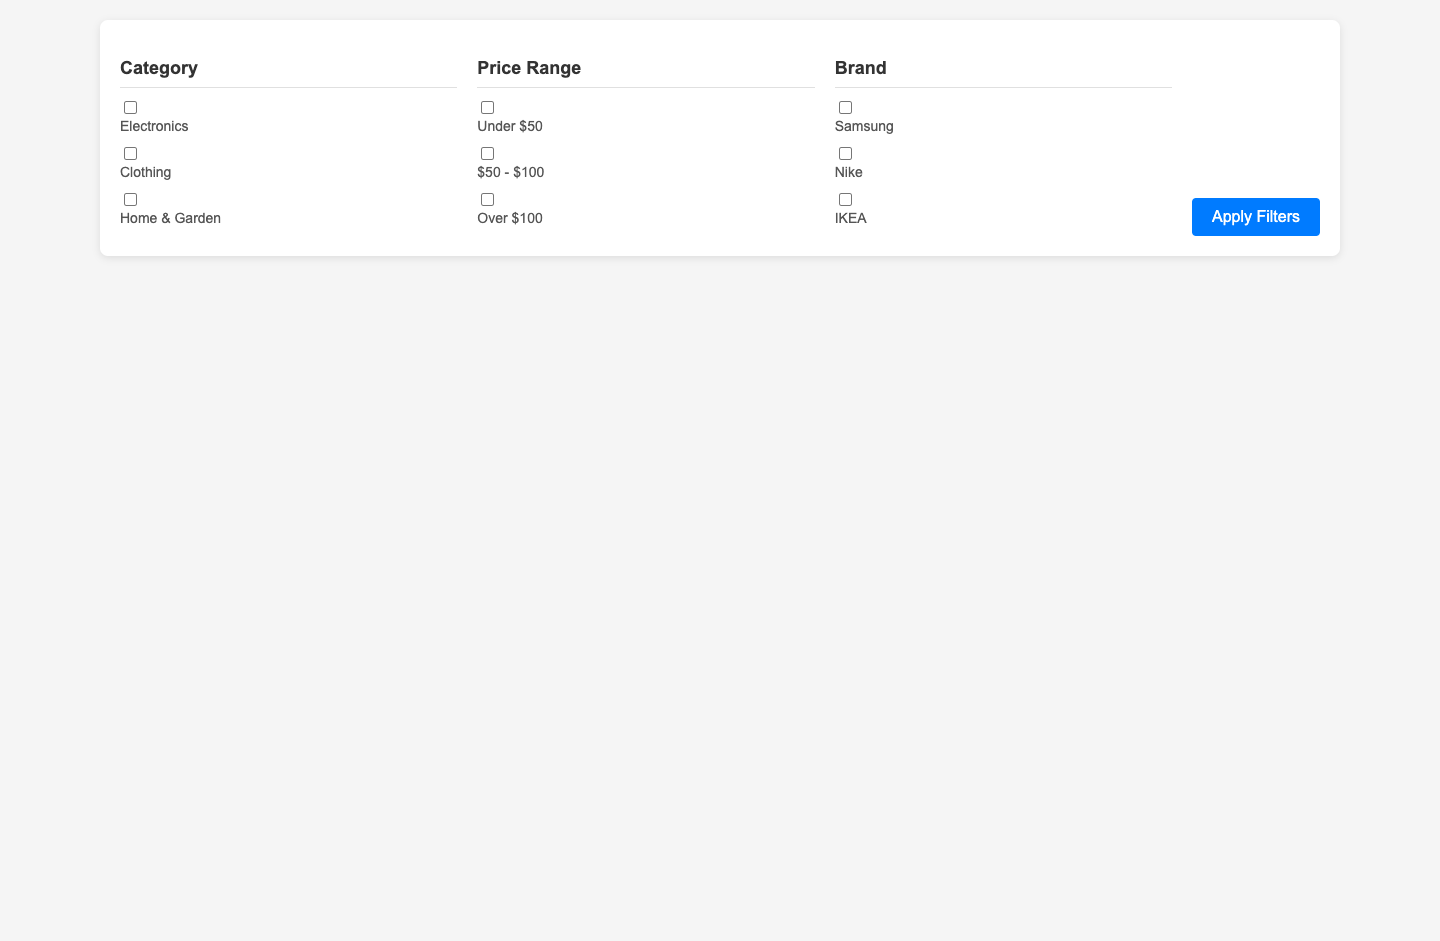 Category
Electronics
Clothing
Home & Garden
Price Range
Under $50
$50 - $100
Over $100
Brand
Samsung
Nike
IKEA
Apply Filters